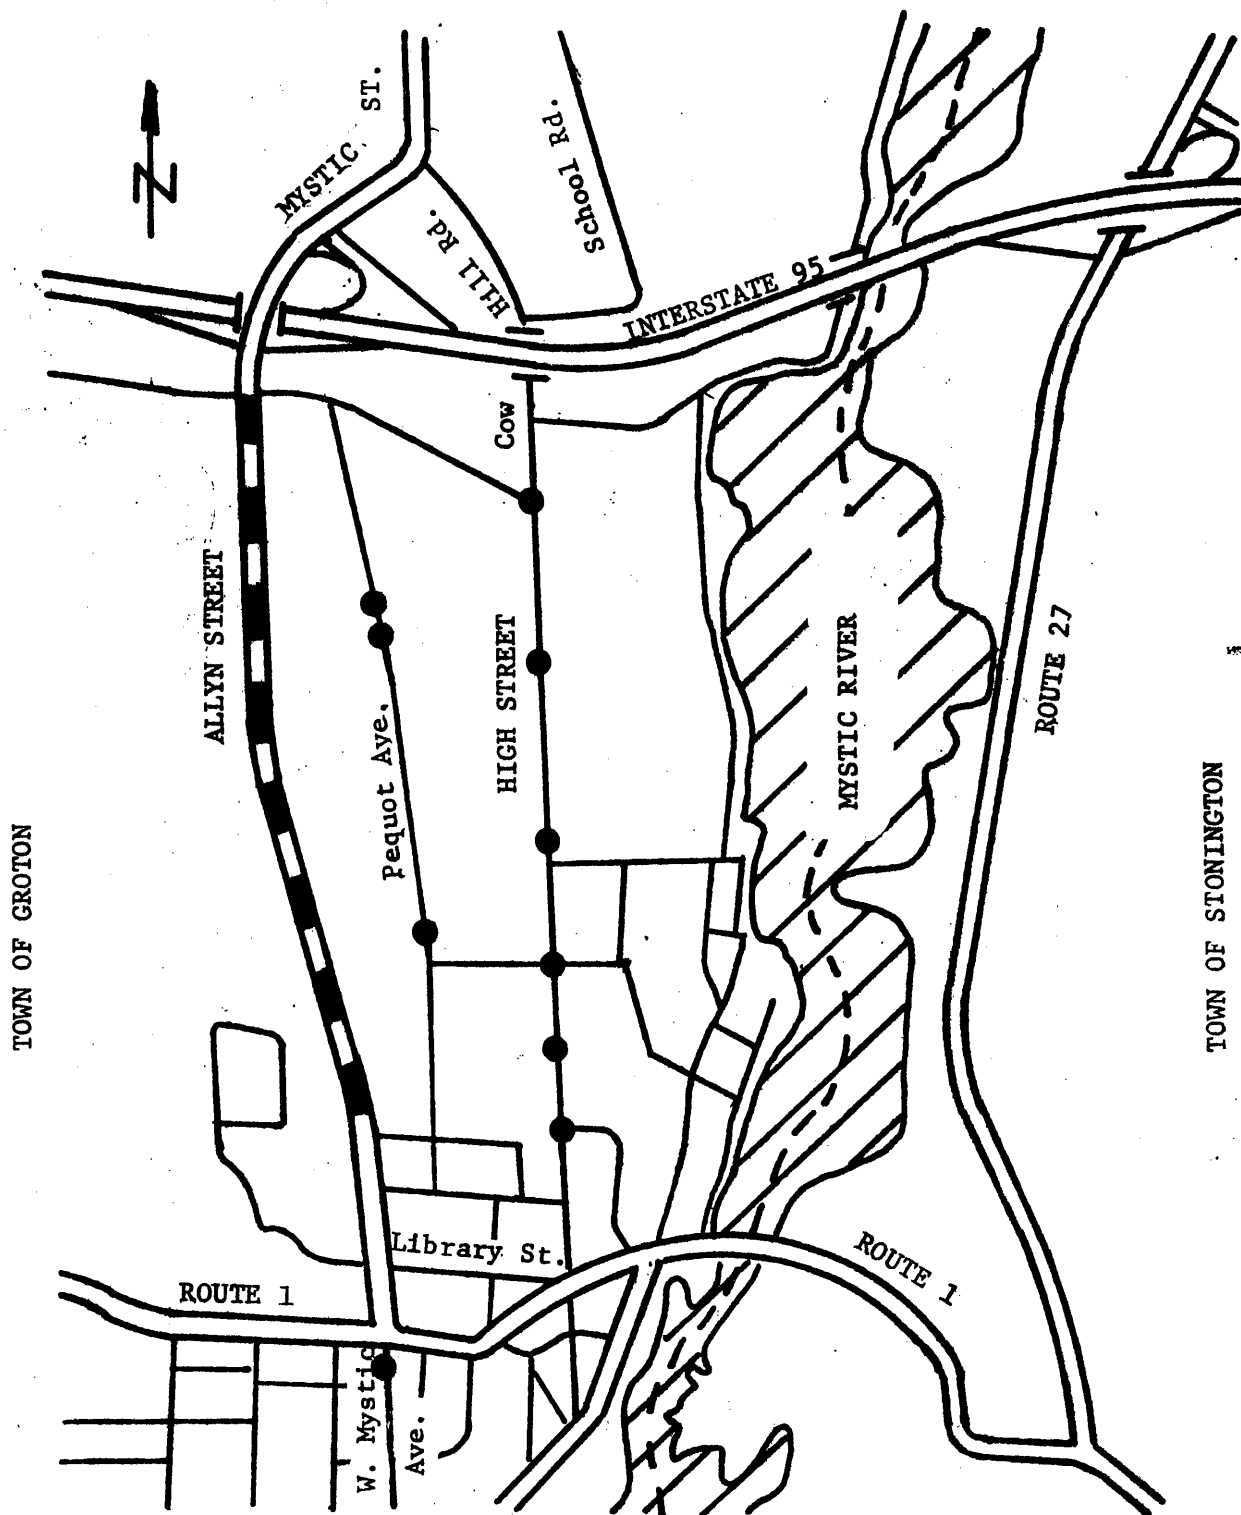 MYSTIC ST.
N
School Rd.
Hill Rd.
INTERSTATE 95
Cow
ALLYN STREET
HIGH STREET
Pequot Ave.
MYSTIC RIVER
ROUTE 27
TOWN OF GROTON
TOWN OF STONINGTON
Library St.
ROUTE 1
ROUTE 1
W. Mystic
Ave.